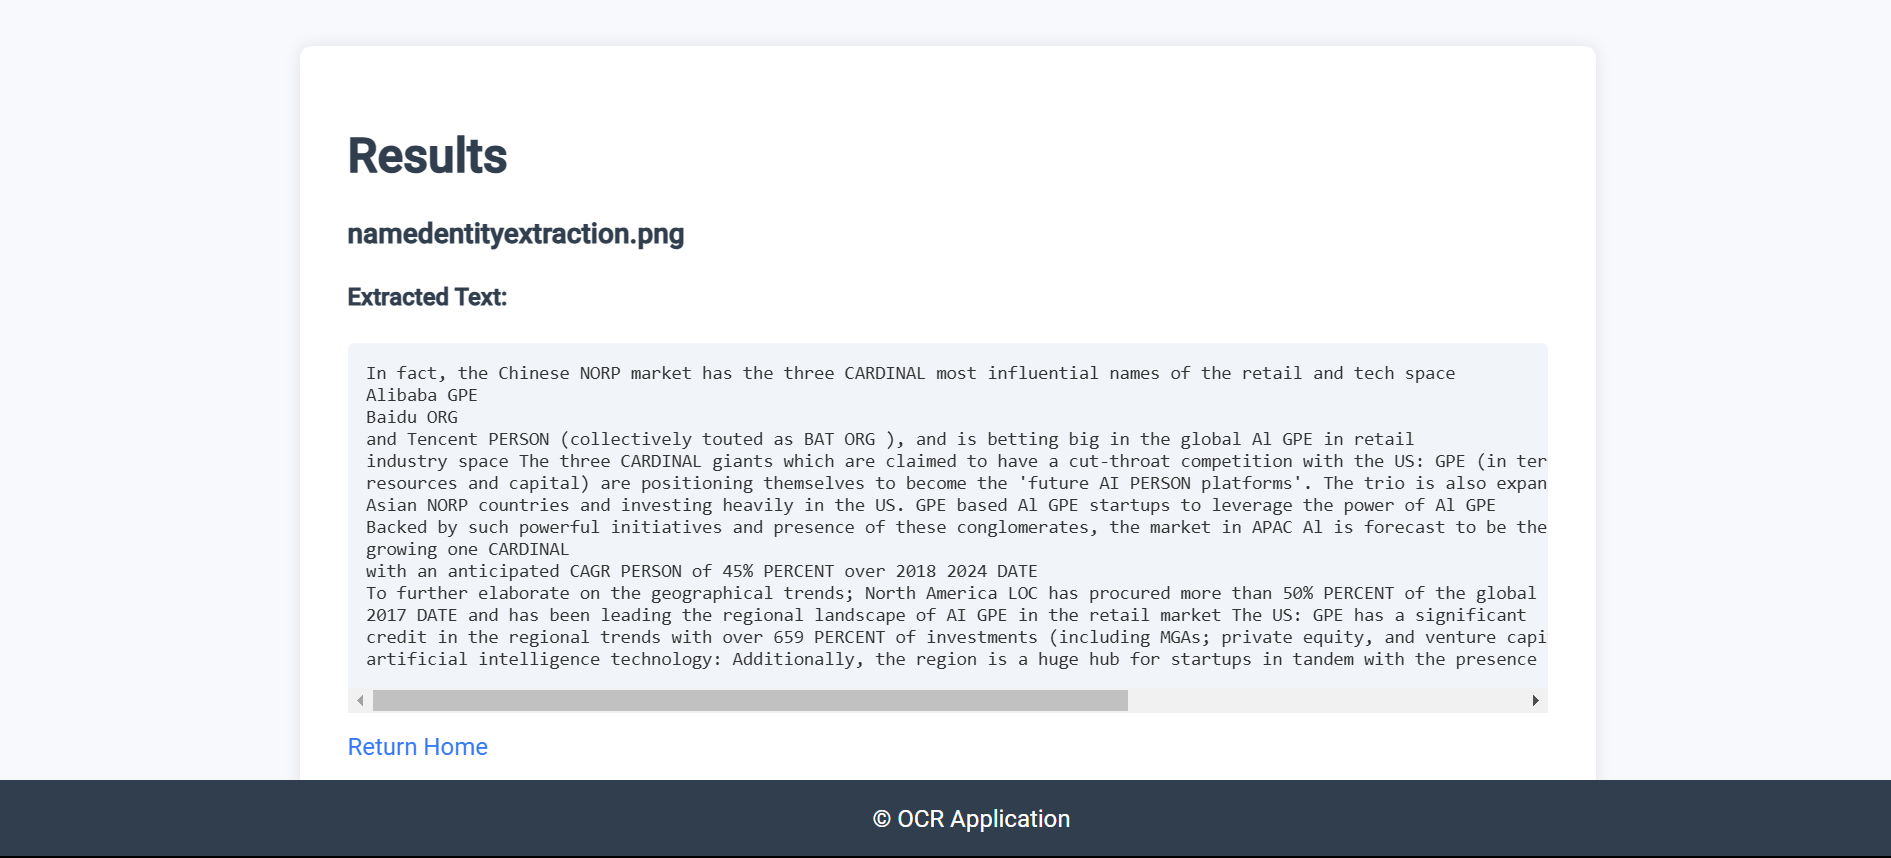 Results
namedentityextraction.png
Extracted Text:
In fact, the Chinese NORP market has the three CARDINAL most influential names of the retail and tech space
Alibaba GPE
Baidu ORG
and Tencent PERSON (collectively touted as BAT ORG ), and is betting big in the global Al GPE in retail
industry space The three CARDINAL giants which are claimed to have a cut-throat competition with the US: GPE (in ter
resources and capital) are positioning themselves to become the 'future AI PERSON platforms'. The trio is also expan
Asian NORP countries and investing heavily in the US. GPE based Al GPE startups to leverage the power of Al GPE
Backed by such powerful initiatives and presence of these conglomerates, the market in APAC Al is forecast to be the
growing one CARDINAL
with an anticipated CAGR PERSON of 45% PERCENT over 2018 2024 DATE
To further elaborate on the geographical trends; North America LOC has procured more than 50% PERCENT of the global
2017 DATE and has been leading the regional landscape of AI GPE in the retail market The US: GPE has a significant
credit in the regional trends with over 659 PERCENT of investments (including MGAs; private equity, and venture capi
artificial intelligence technology: Additionally, the region is a huge hub for startups in tandem with the presence
Return Home
© OCR Application